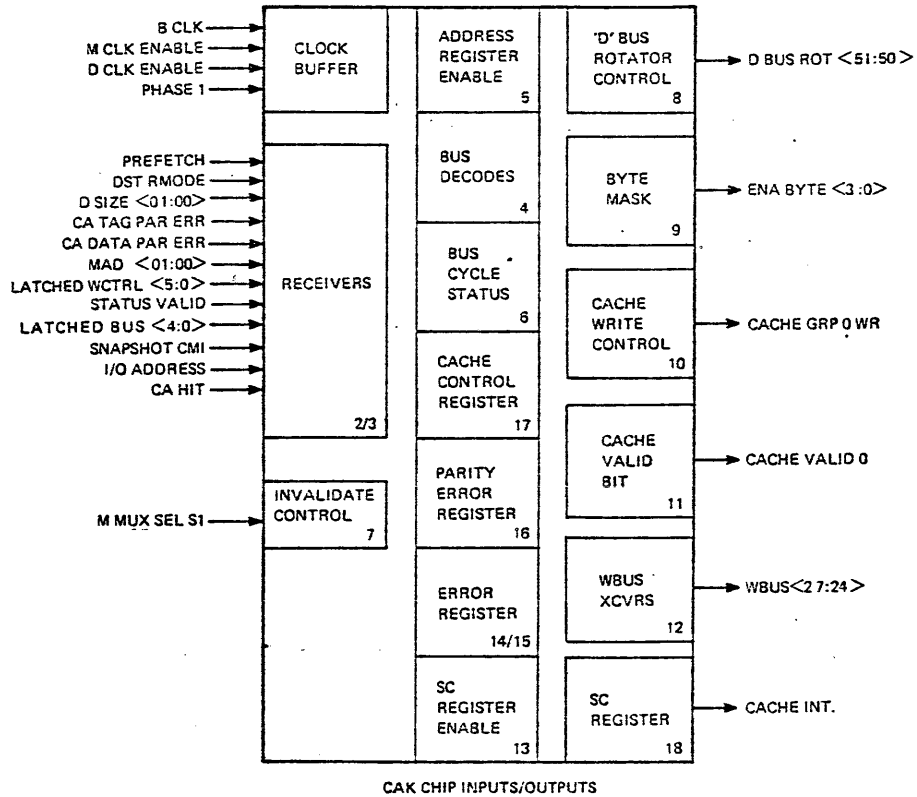 B CLK
M CLK ENABLE
D CLK ENABLE
PHASE 1
CLOCK
BUFFER
PREFETCH
DST RMODE
D SIZE <01:00>
CA TAG PAR ERR
CA DATA PAR ERR
MAD <01:00>
LATCHED WCTRL <5:0>
STATUS VALID
LATCHED BUS <4:0>
SNAPSHOT CMI
I/O ADDRESS
CA HIT
RECEIVERS
2/3
M MUX SEL S1
INVALIDATE
CONTROL
7
ADDRESS
REGISTER
ENABLE
5
BUS
DECODES
4
BUS
CYCLE
STATUS
6
CACHE
CONTROL
REGISTER
17
PARITY
ERROR
REGISTER
16
ERROR
REGISTER
14/15
SC
REGISTER
ENABLE
13
"D" BUS
ROTATOR
CONTROL
8
D BUS ROT <51:50>
BYTE
MASK
9
ENA BYTE <3:0>
CACHE
WRITE
CONTROL
10
CACHE GRP 0 WR
CACHE
VALID
BIT
11
CACHE VALID 0
WBUS
XCVRS
12
WBUS<27:24>
SC
REGISTER
18
CACHE INT.
CAK CHIP INPUTS/OUTPUTS